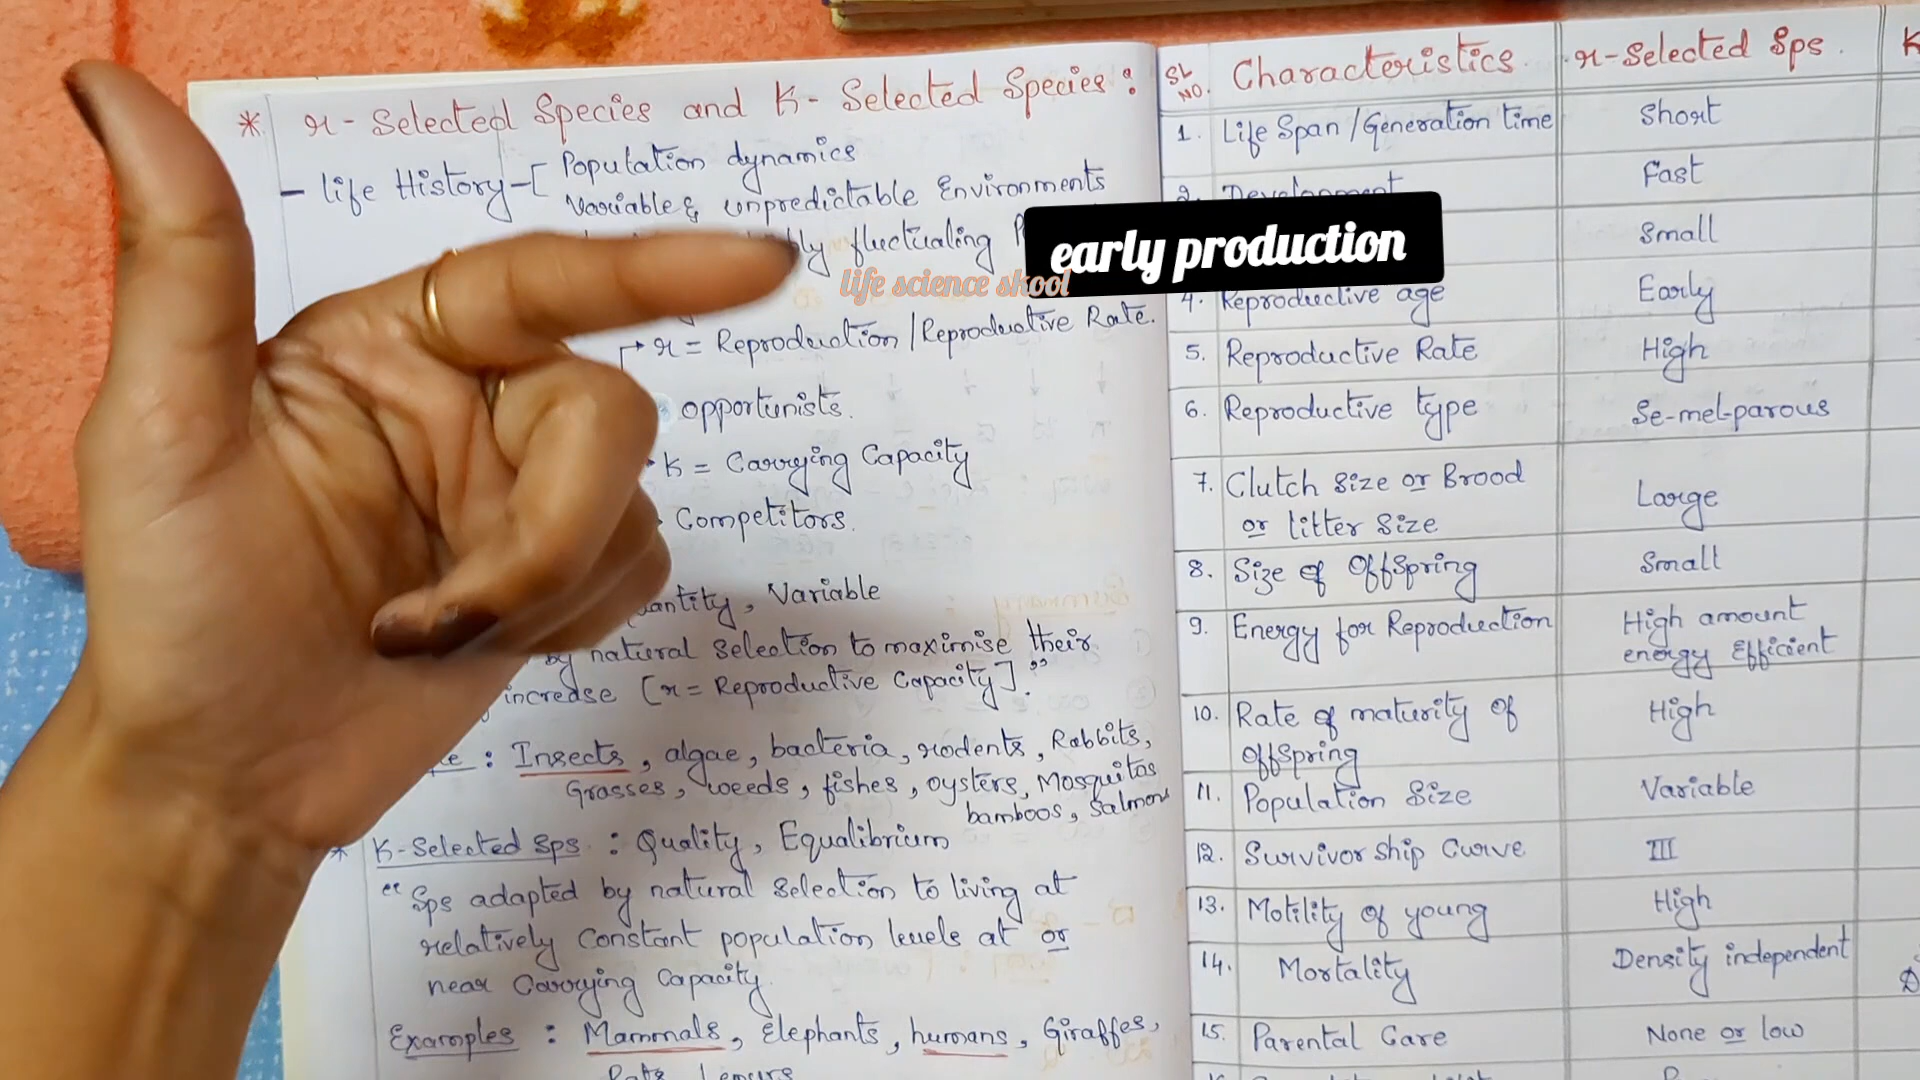 * r-Selected Species and K-Selected Species:
- life History-[ Population dynamics
Variable & unpredictable Environments
fluctuating
early production
life science skool
r = Reproduction/Reproductive Rate.
opportunists.
K = Carrying Capacity
Competitors.
Variable
by natural selection to maximise their
increase [r = Reproductive Capacity]."
: Insects, algae, bacteria, rodents, Rabbits,
Grasses, weeds, fishes, oysters, Mosquitos
bamboos, Salmons
* K-Selected Sps : Quality, Equalibrium
"Sps adapted by natural selection to living at
relatively Constant population levels at or
near Carrying Capacity.
Examples : Mammals, Elephants, humans, Giraffes,
Lemurs
Sl No. Characteristics r-Selected Sps. K
1. Life Span/Generation time Short
2. Development Fast
Small
4. Reproductive age Early
5. Reproductive Rate High
6. Reproductive type Se-mel-parous
7. Clutch Size or Brood
or litter Size Large
8. Size of Offspring Small
9. Energy for Reproduction High amount
energy Efficient
10. Rate of maturity of
offspring High
11. Population Size Variable
12. Survivor ship Curve III
13. Motility of young High
14. Mortality Density independent
15. Parental Care None or low